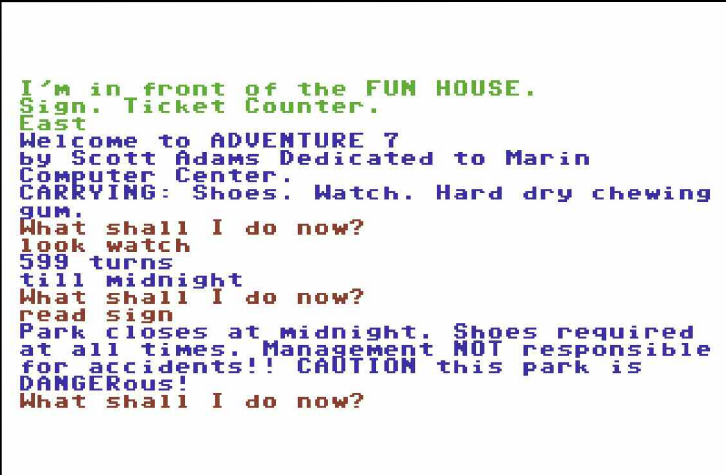 I'm in front of the FUN HOUSE.
Sign. Ticket Counter.
East
Welcome to ADVENTURE 7
by Scott Adams Dedicated to Marin
Computer Center.
CARRYING: Shoes. Watch. Hard dry chewing
gum.
What shall I do now?
look watch
599 turns
till midnight
What shall I do now?
read sign
Park closes at midnight. Shoes required
at all times. Management NOT responsible
for accidents!! CAUTION this park is
DANGERous!
What shall I do now?